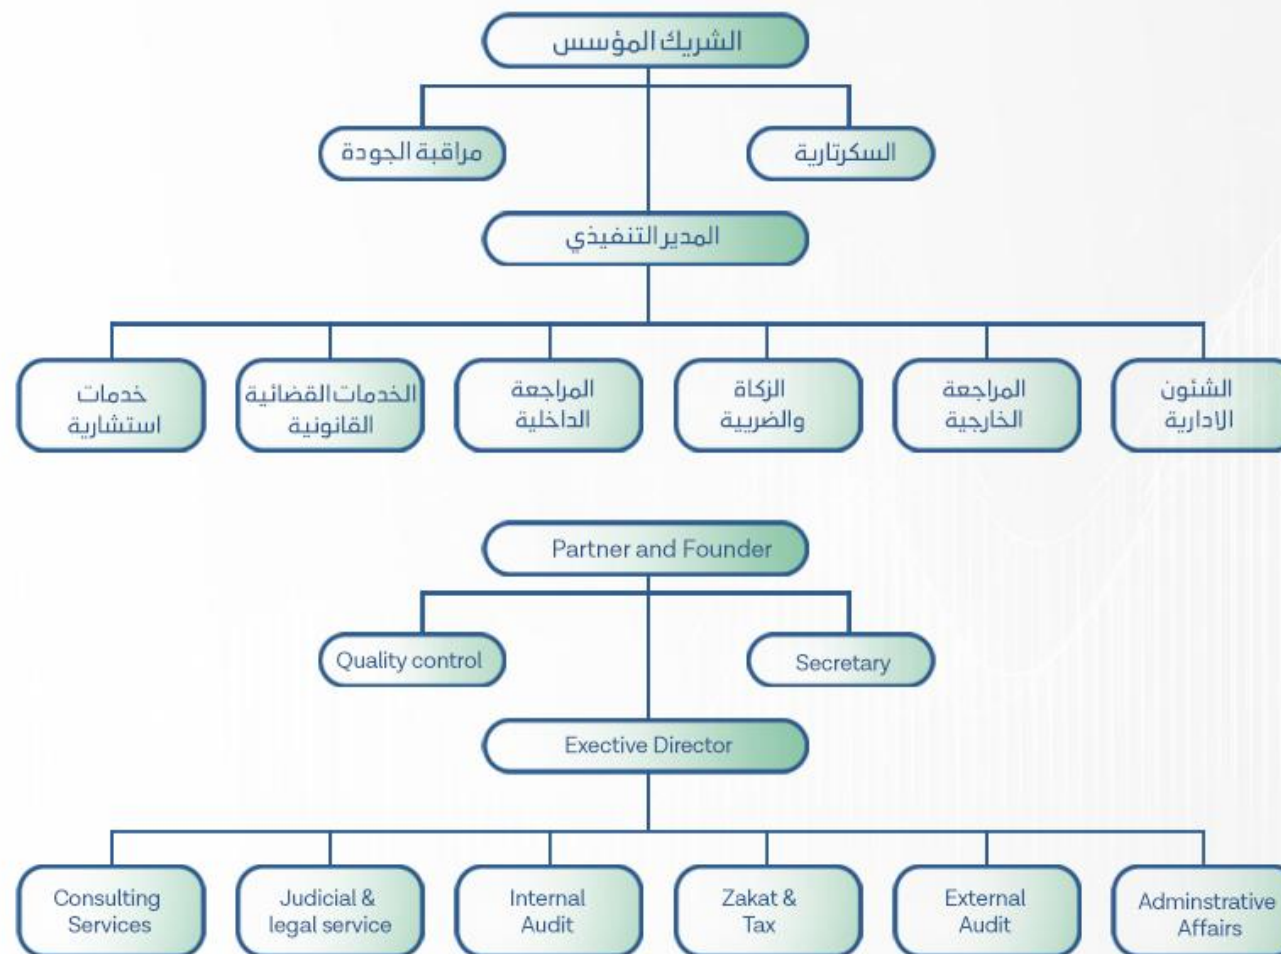 الشريك المؤسس
السكرتارية
مراقبة الجودة
المدير التنفيذي
الشئون
الادارية
المراجعة
الخارجية
الزكاة
والضريبية
المراجعة
الداخلية
الخدمات القضائية
القانونية
خدمات
استشارية
Partner and Founder
Quality control
Secretary
Exective Director
Consulting
Services
Judicial &
legal service
Internal
Audit
Zakat &
Tax
External
Audit
Adminstrative
Affairs